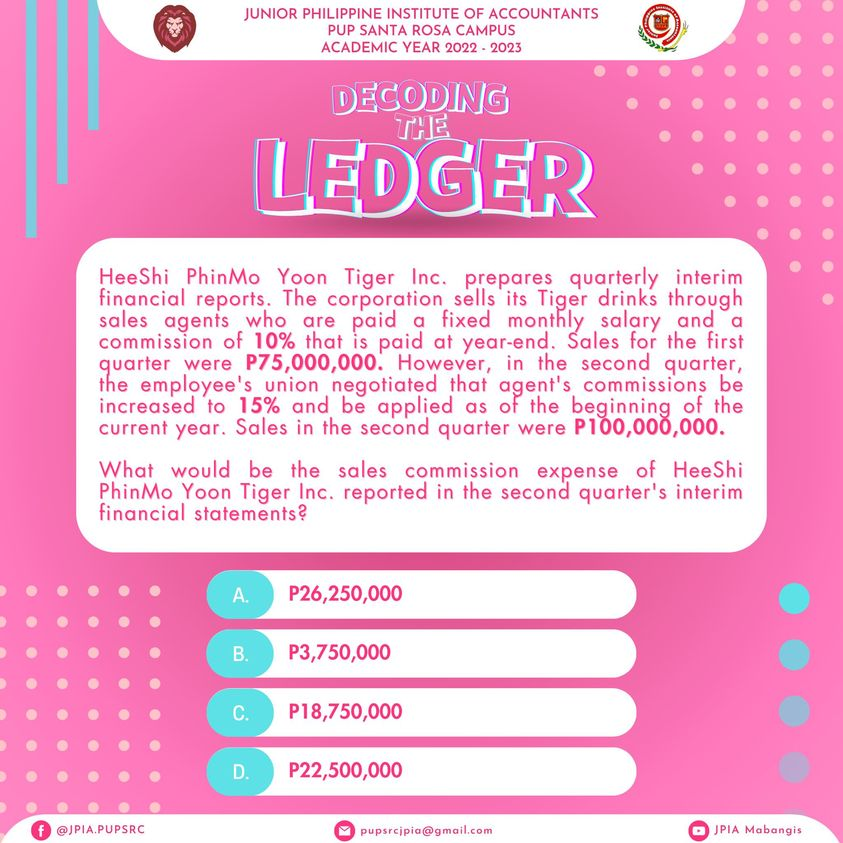 JUNIOR PHILIPPINE INSTITUTE OF ACCOUNTANTS
PUP SANTA ROSA CAMPUS
ACADEMIC YEAR 2022 - 2023
DECODING
THE
LEDGER
HeeShi PhinMo Yoon Tiger Inc. prepares quarterly interim
financial reports. The corporation sells its Tiger drinks through
sales agents who are paid a fixed monthly salary and a
commission of 10% that is paid at year-end. Sales for the first
quarter were P75,000,000. However, in the second quarter,
the employee's union negotiated that agent's commissions be
increased to 15% and be applied as of the beginning of the
current year. Sales in the second quarter were P100,000,000.
What would be the sales commission expense of HeeShi
PhinMo Yoon Tiger Inc. reported in the second quarter's interim
financial statements?
A. P26,250,000
B. P3,750,000
C. P18,750,000
D. P22,500,000
@JPIA.PUPSRC
pupsrcjpia@gmail.com
JPIA Mabangis